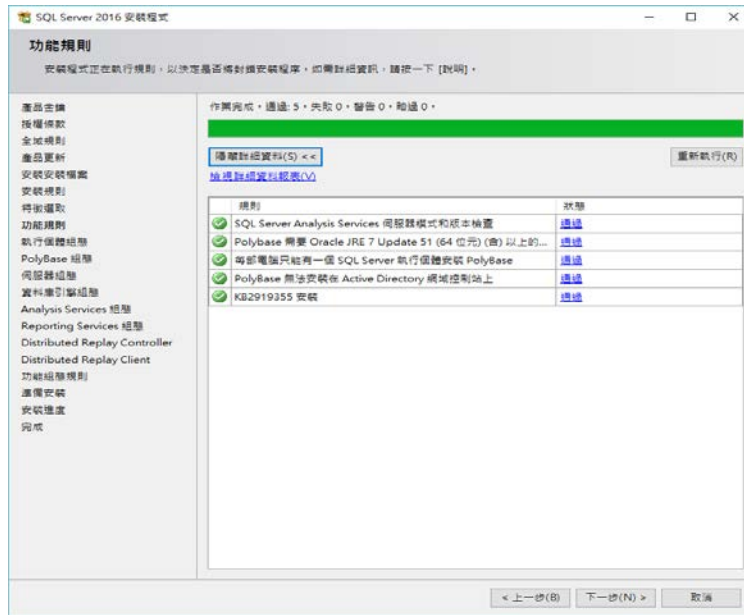 SQL Server 2016 安裝程式
功能規則
安裝程式正在執行規則，以決定是否將封鎖安裝程序，如需詳細資訊，請按一下 [說明]。
產品金鑰
授權條款
全域規則
產品更新
安裝安裝檔案
安裝規則
特徵選取
功能規則
執行個體組態
PolyBase 組態
伺服器組態
資料庫引擎組態
Analysis Services 組態
Reporting Services 組態
Distributed Replay Controller
Distributed Replay Client
功能組態規則
準備安裝
安裝進度
完成
作業完成。通過: 5。失敗 0。警告 0。略過 0。
隱藏詳細資料(S) <<
重新執行(R)
檢視詳細資料報表(V)
規則 狀態
SQL Server Analysis Services 伺服器模式和版本檢查 通過
Polybase 需要 Oracle JRE 7 Update 51 (64 位元) (含) 以上的... 通過
每部電腦只能有一個 SQL Server 執行個體安裝 PolyBase 通過
PolyBase 無法安裝在 Active Directory 網域控制站上 通過
KB2919355 安裝 通過
< 上一步(B) 下一步(N) > 取消